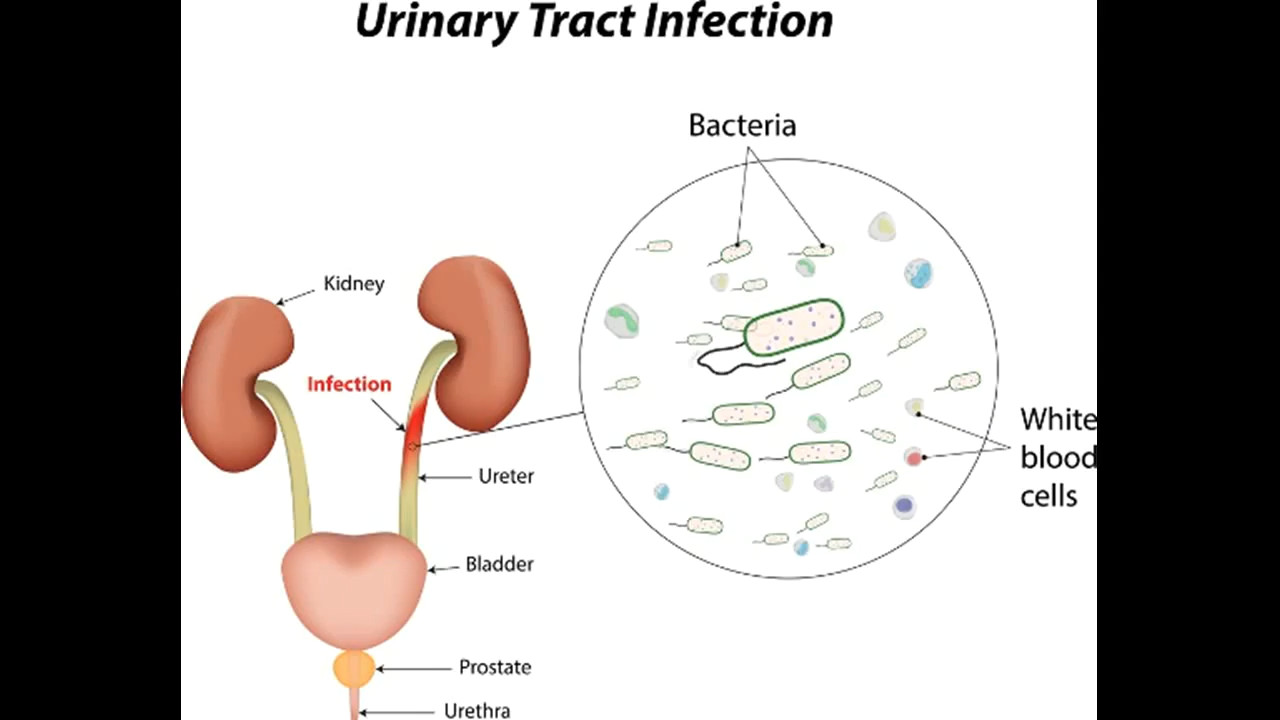 Urinary Tract Infection
Bacteria
Kidney
Infection
White
blood
cells
Ureter
Bladder
Prostate
Urethra